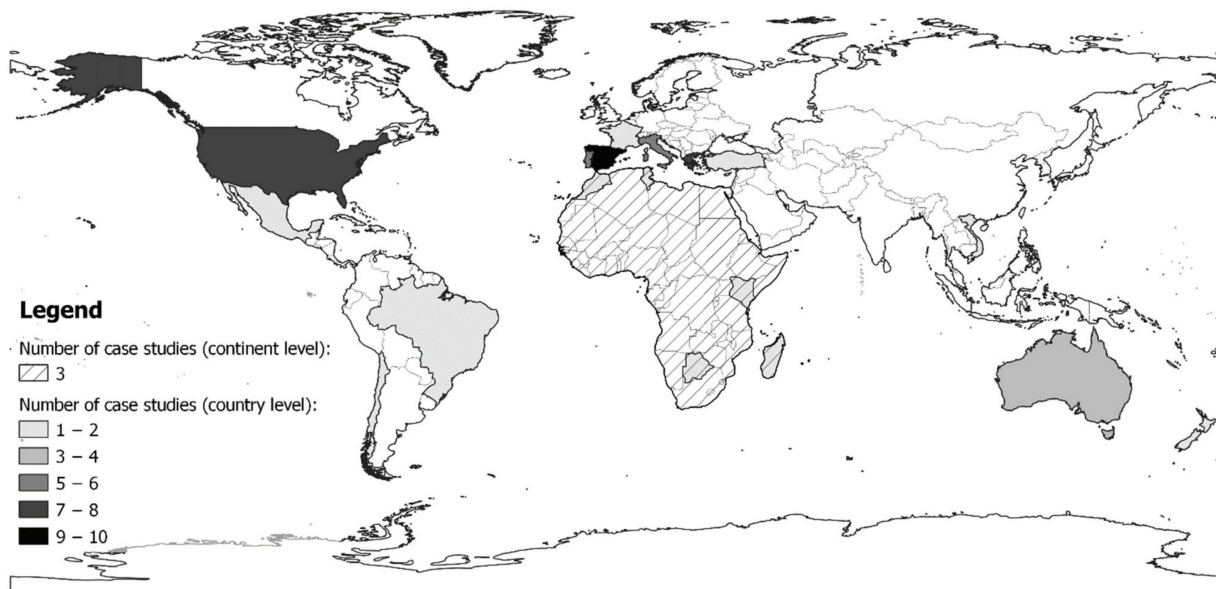 Legend
Number of case studies (continent level):
3
Number of case studies (country level):
1 – 2
3 – 4
5 – 6
7 – 8
9 – 10